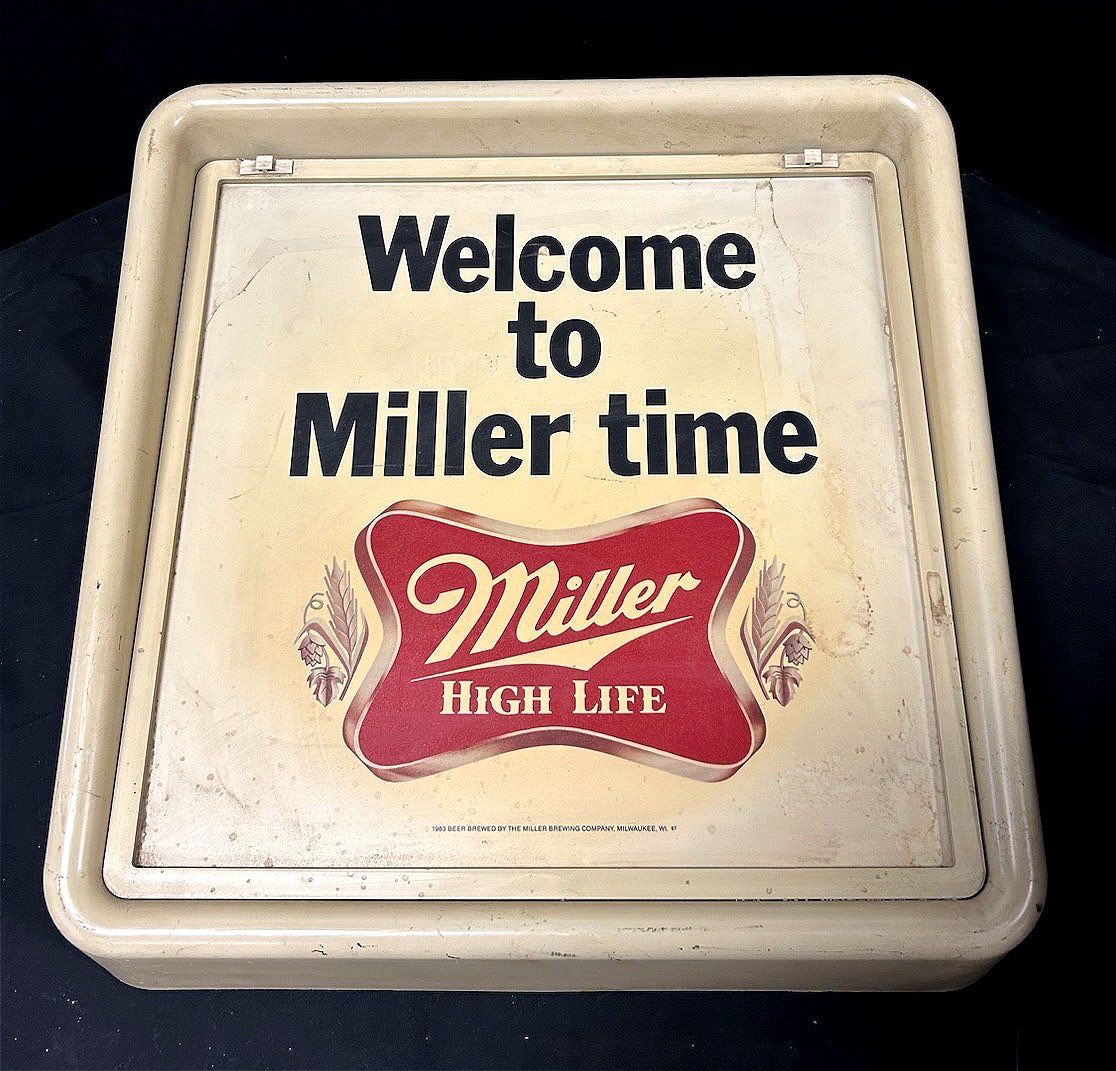 Welcome
to
Miller time
Miller
HIGH LIFE
1983 BEER BREWED BY THE MILLER BREWING COMPANY, MILWAUKEE, WI.